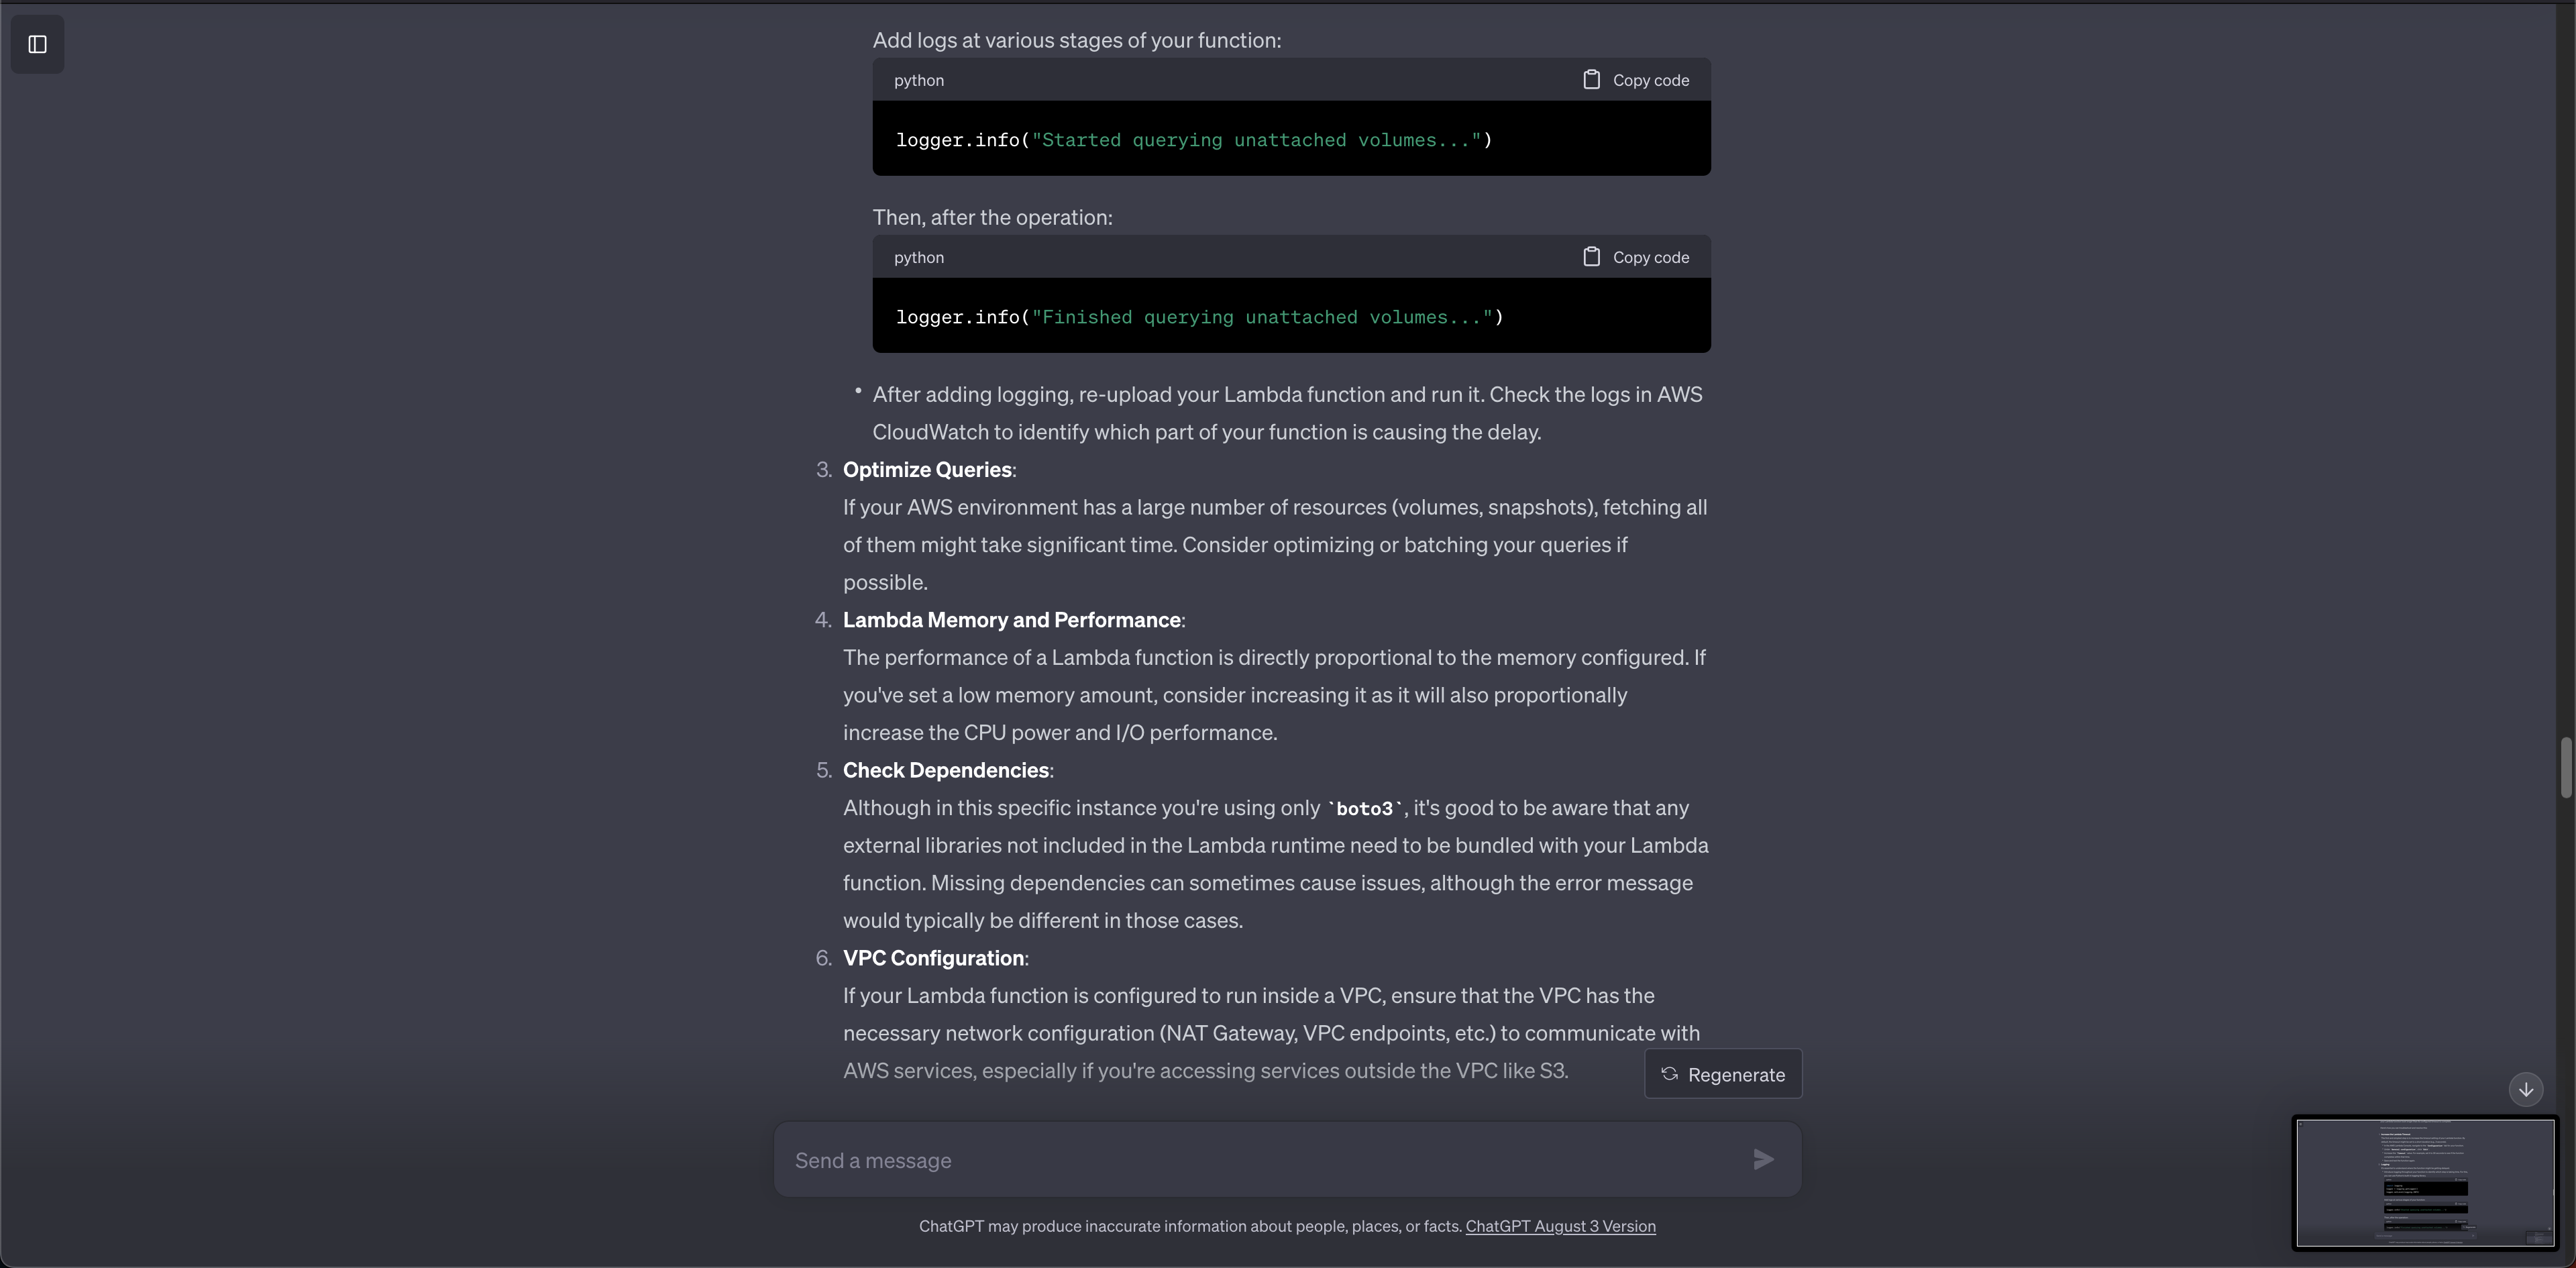 Add logs at various stages of your function:
python
Copy code
logger.info("Started querying unattached volumes...")
Then, after the operation:
python
Copy code
logger.info("Finished querying unattached volumes...")
• After adding logging, re-upload your Lambda function and run it. Check the logs in AWS
CloudWatch to identify which part of your function is causing the delay.
3. Optimize Queries:
If your AWS environment has a large number of resources (volumes, snapshots), fetching all
of them might take significant time. Consider optimizing or batching your queries if
possible.
4. Lambda Memory and Performance:
The performance of a Lambda function is directly proportional to the memory configured. If
you've set a low memory amount, consider increasing it as it will also proportionally
increase the CPU power and I/O performance.
5. Check Dependencies:
Although in this specific instance you're using only `boto3`, it's good to be aware that any
external libraries not included in the Lambda runtime need to be bundled with your Lambda
function. Missing dependencies can sometimes cause issues, although the error message
would typically be different in those cases.
6. VPC Configuration:
If your Lambda function is configured to run inside a VPC, ensure that the VPC has the
necessary network configuration (NAT Gateway, VPC endpoints, etc.) to communicate with
AWS services, especially if you're accessing services outside the VPC like S3.
Regenerate
Send a message
ChatGPT may produce inaccurate information about people, places, or facts. ChatGPT August 3 Version